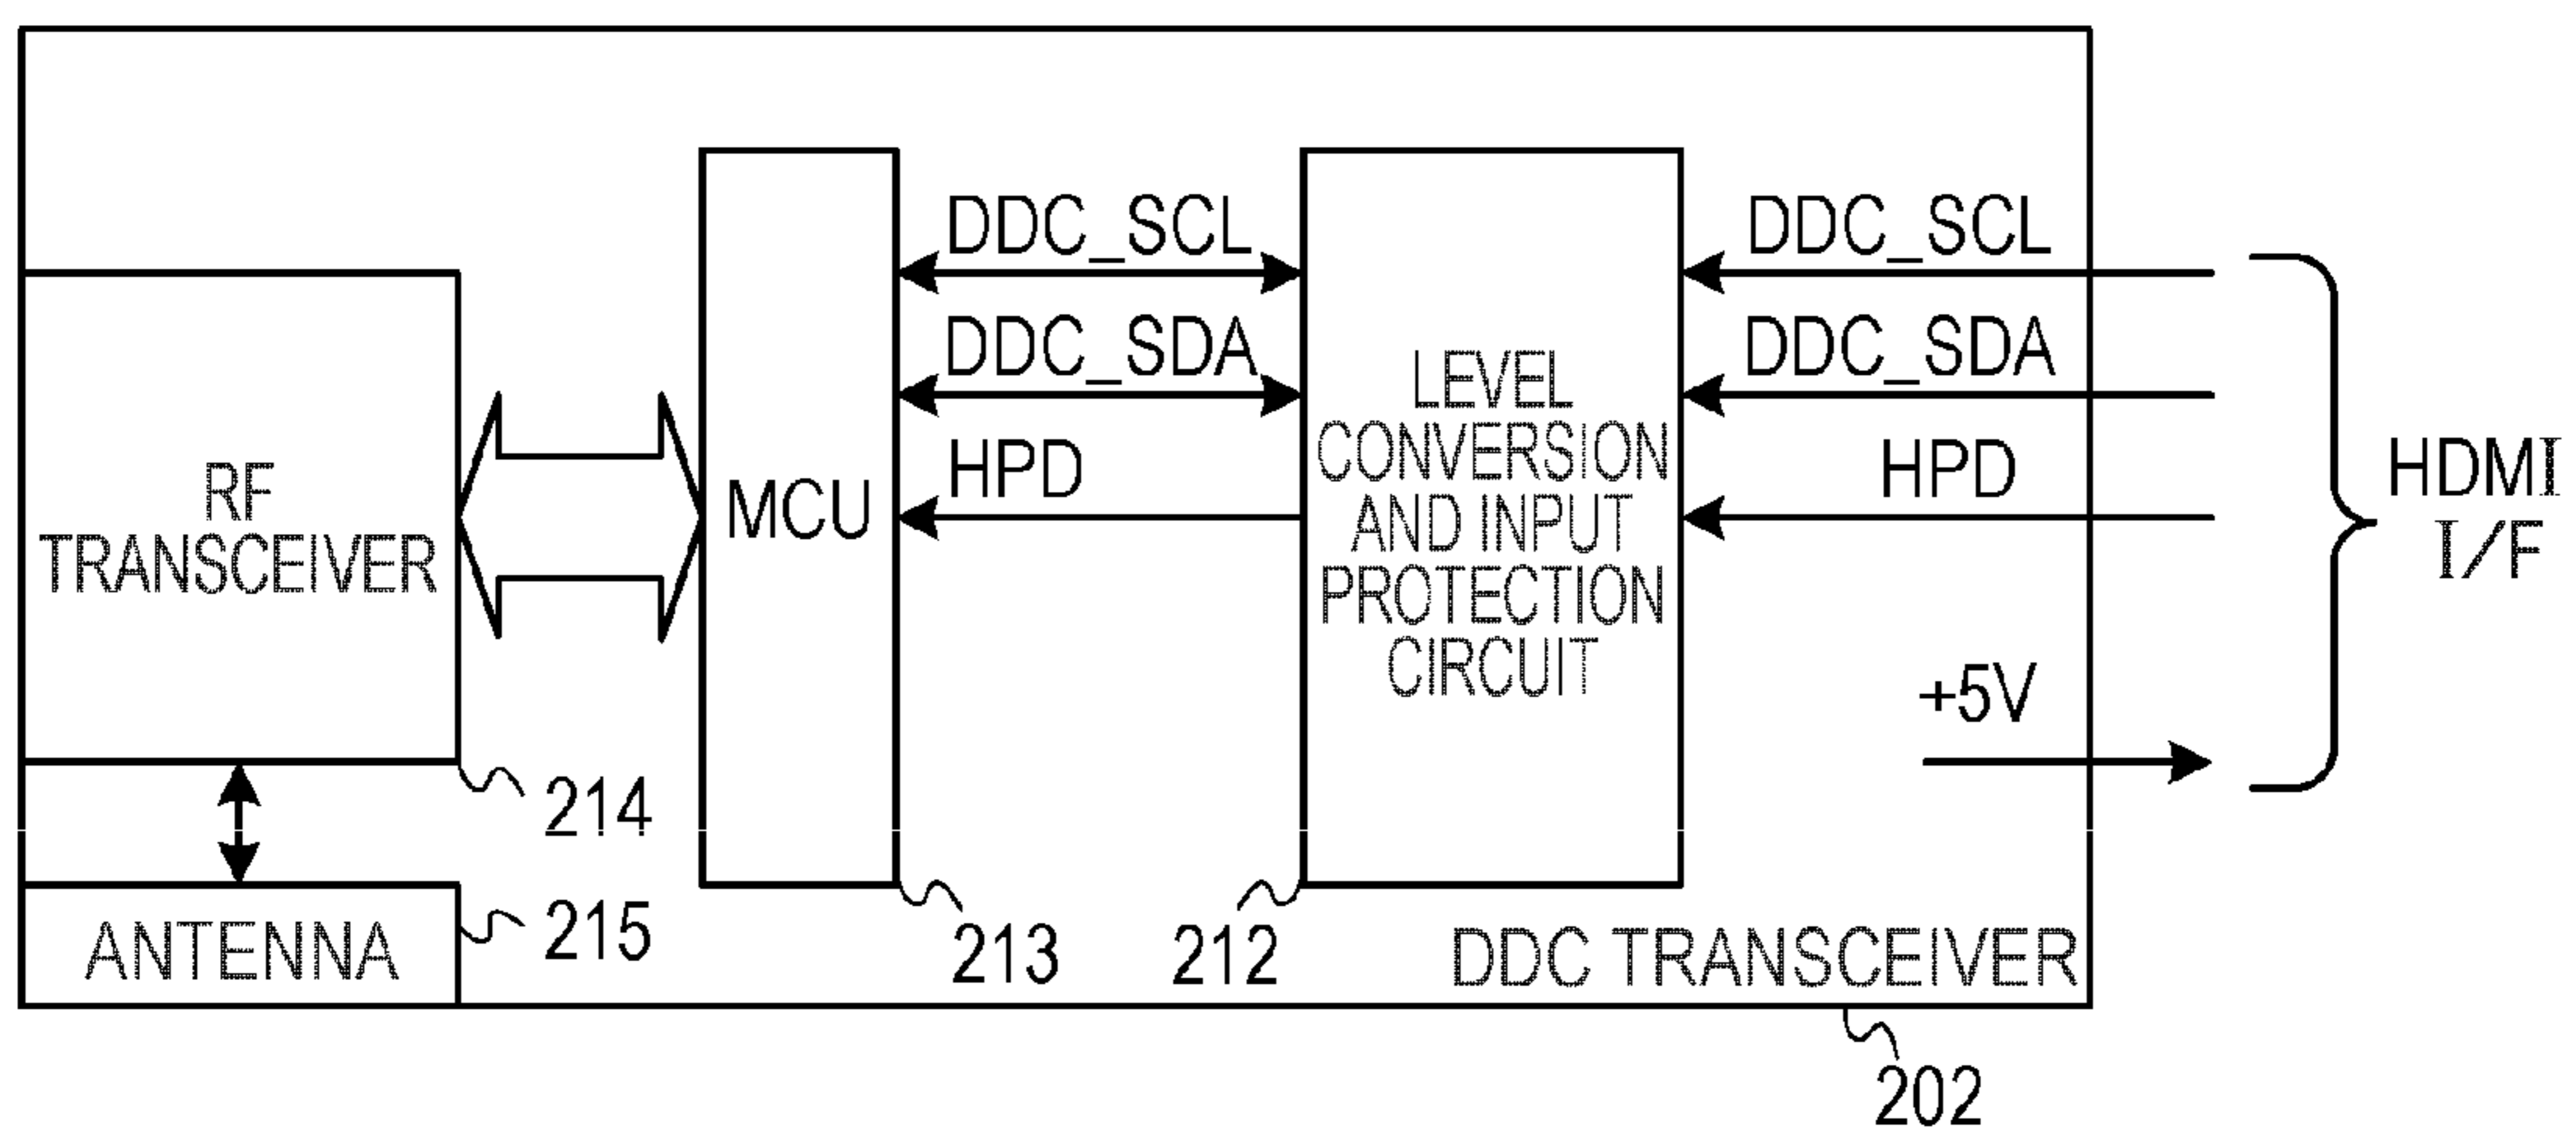 DDC_SCL
DDC_SCL
DDC_SDA
DDC_SDA
HPD
HPD
RF
TRANSCEIVER
MCU
LEVEL
CONVERSION
AND INPUT
PROTECTION
CIRCUIT
HDMI
I/F
+5V
214
215
ANTENNA
213
212
DDC TRANSCEIVER
202